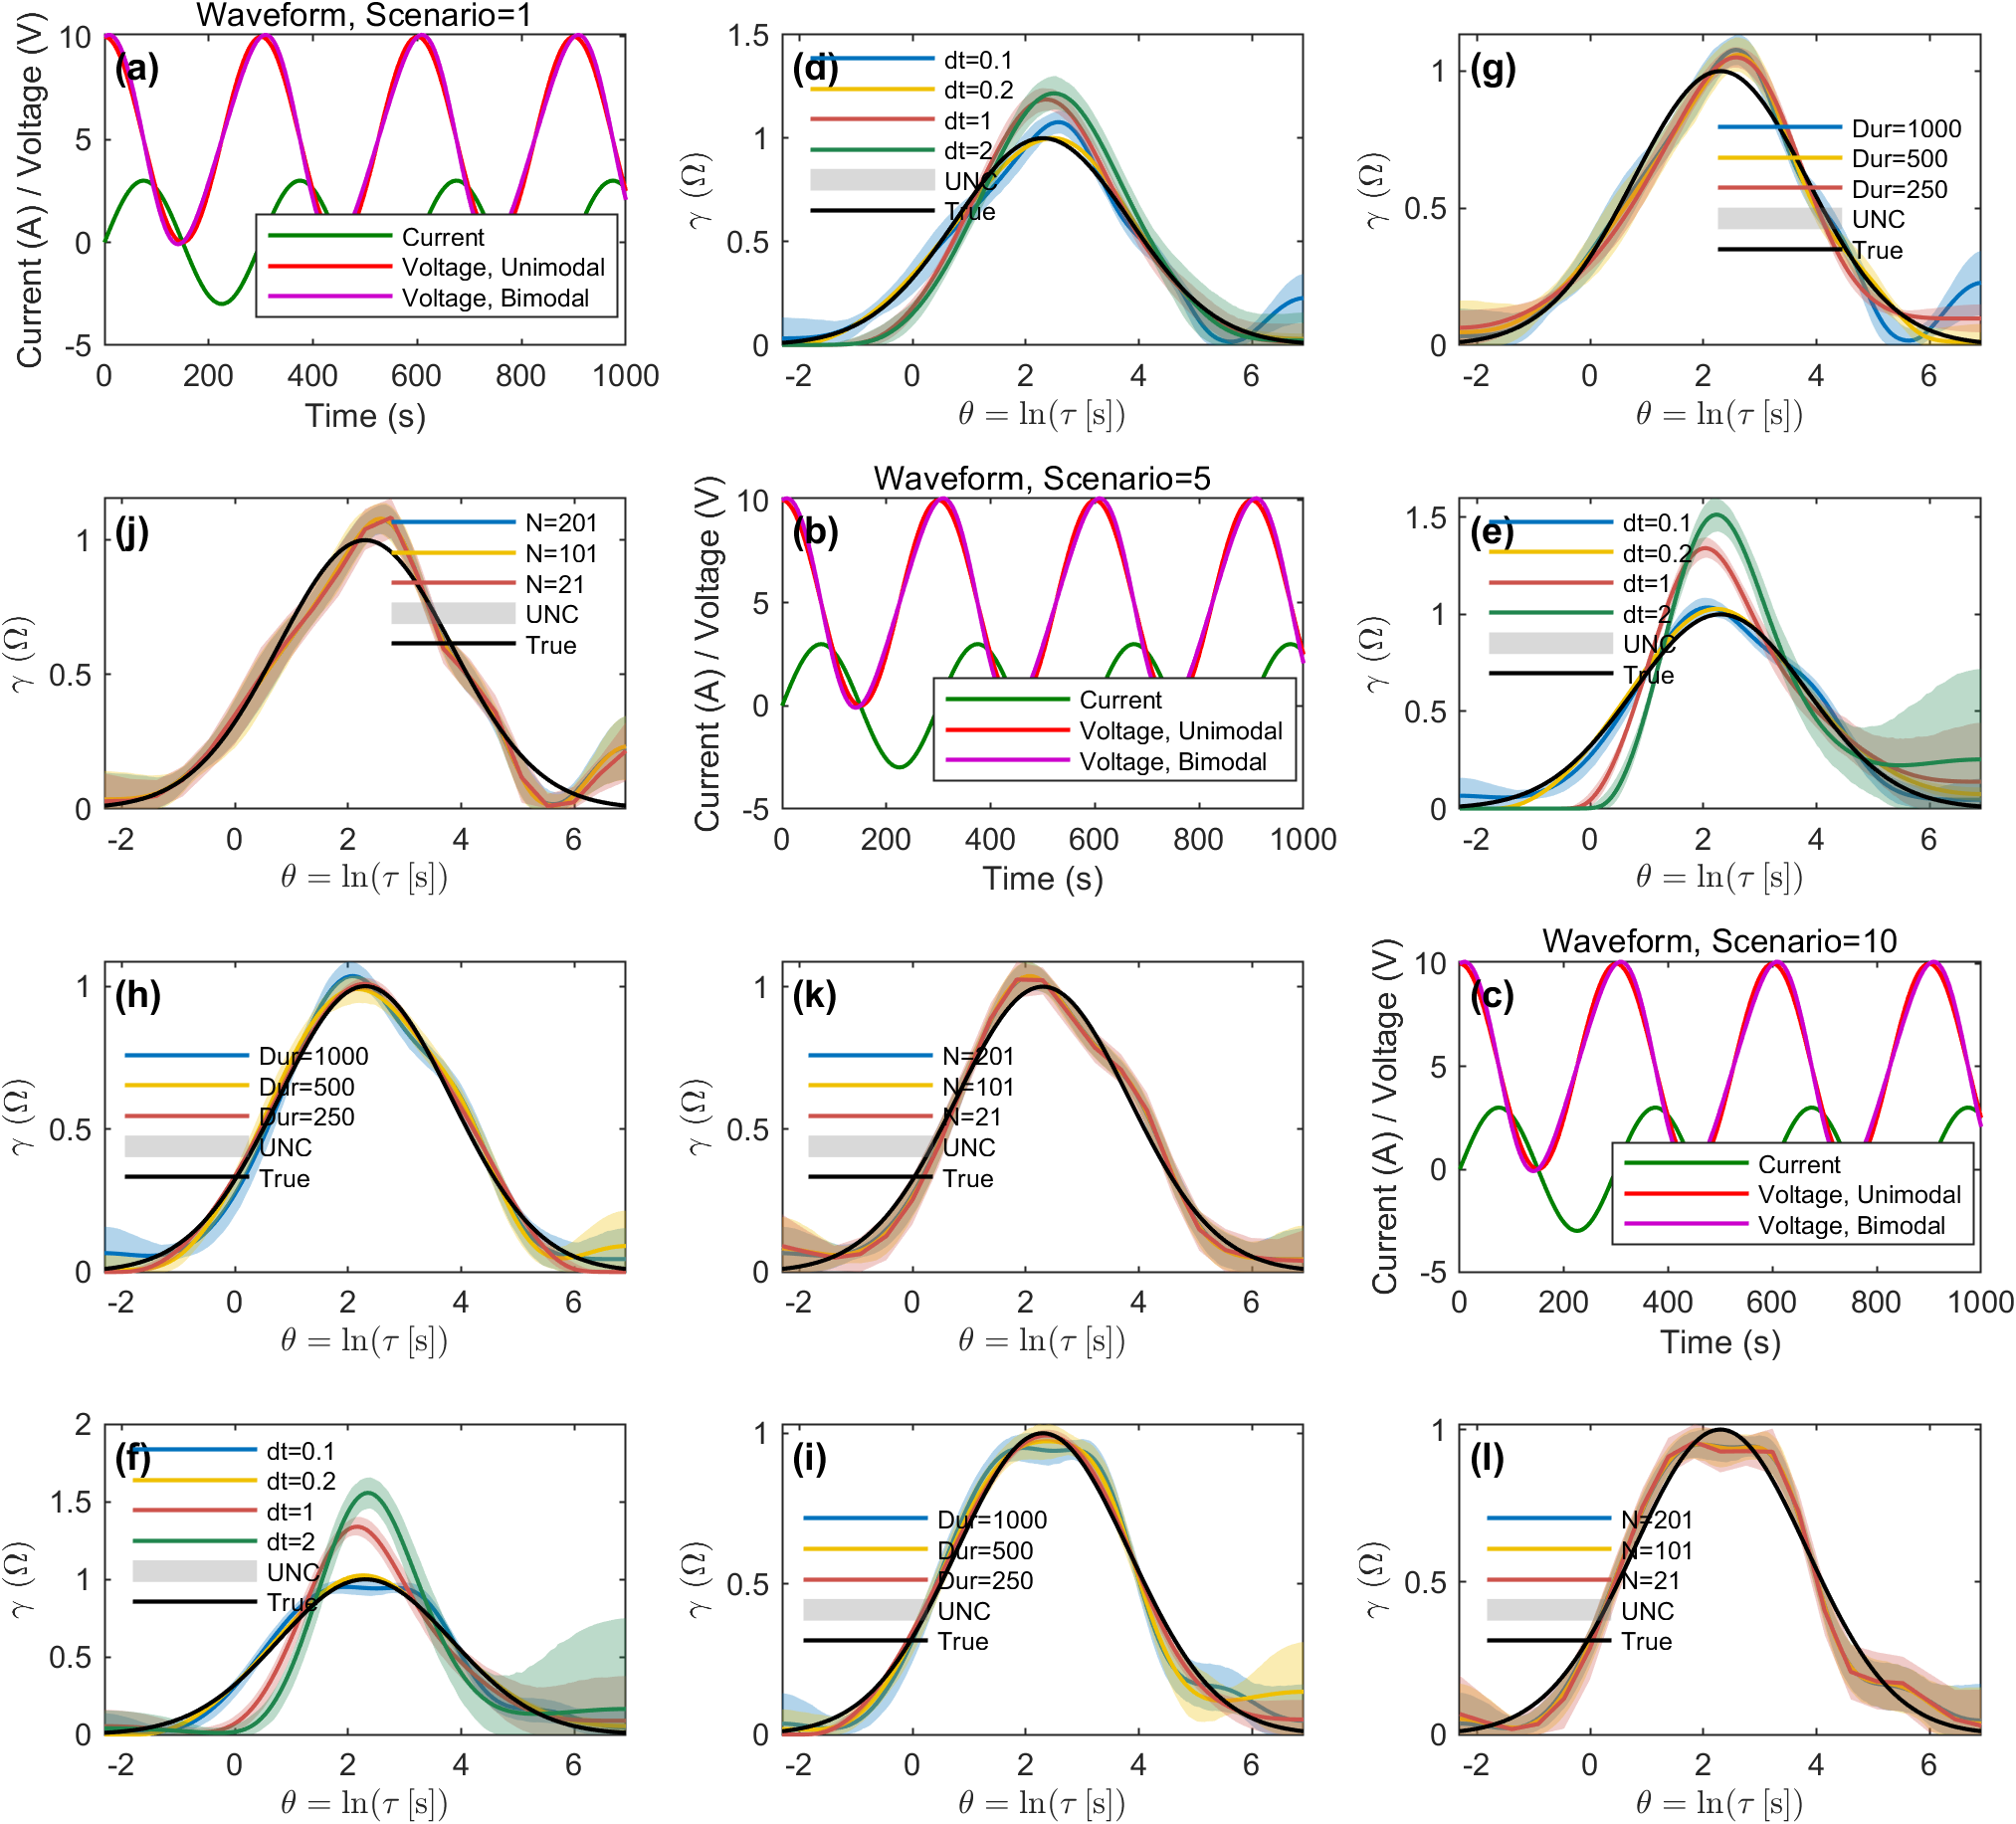 Waveform, Scenario=1
(a)
Current (A) / Voltage (V)
10
5
0
-5
0 200 400 600 800 1000
Time (s)
Current
Voltage, Unimodal
Voltage, Bimodal
(d)
γ (Ω)
1.5
1
0.5
0
-2 0 2 4 6
θ = ln(τ [s])
dt=0.1
dt=0.2
dt=1
dt=2
UNC
True
(g)
γ (Ω)
1
0.5
0
-2 0 2 4 6
θ = ln(τ [s])
Dur=1000
Dur=500
Dur=250
UNC
True
(j)
γ (Ω)
1
0.5
0
-2 0 2 4 6
θ = ln(τ [s])
N=201
N=101
N=21
UNC
True
Waveform, Scenario=5
(b)
Current (A) / Voltage (V)
10
5
0
-5
0 200 400 600 800 1000
Time (s)
Current
Voltage, Unimodal
Voltage, Bimodal
(e)
γ (Ω)
1.5
1
0.5
0
-2 0 2 4 6
θ = ln(τ [s])
dt=0.1
dt=0.2
dt=1
dt=2
UNC
True
(h)
γ (Ω)
1
0.5
0
-2 0 2 4 6
θ = ln(τ [s])
Dur=1000
Dur=500
Dur=250
UNC
True
(k)
γ (Ω)
1
0.5
0
-2 0 2 4 6
θ = ln(τ [s])
N=201
N=101
N=21
UNC
True
Waveform, Scenario=10
(c)
Current (A) / Voltage (V)
10
5
0
-5
0 200 400 600 800 1000
Time (s)
Current
Voltage, Unimodal
Voltage, Bimodal
(f)
γ (Ω)
2
1.5
1
0.5
0
-2 0 2 4 6
θ = ln(τ [s])
dt=0.1
dt=0.2
dt=1
dt=2
UNC
True
(i)
γ (Ω)
1
0.5
0
-2 0 2 4 6
θ = ln(τ [s])
Dur=1000
Dur=500
Dur=250
UNC
True
(l)
γ (Ω)
1
0.5
0
-2 0 2 4 6
θ = ln(τ [s])
N=201
N=101
N=21
UNC
True